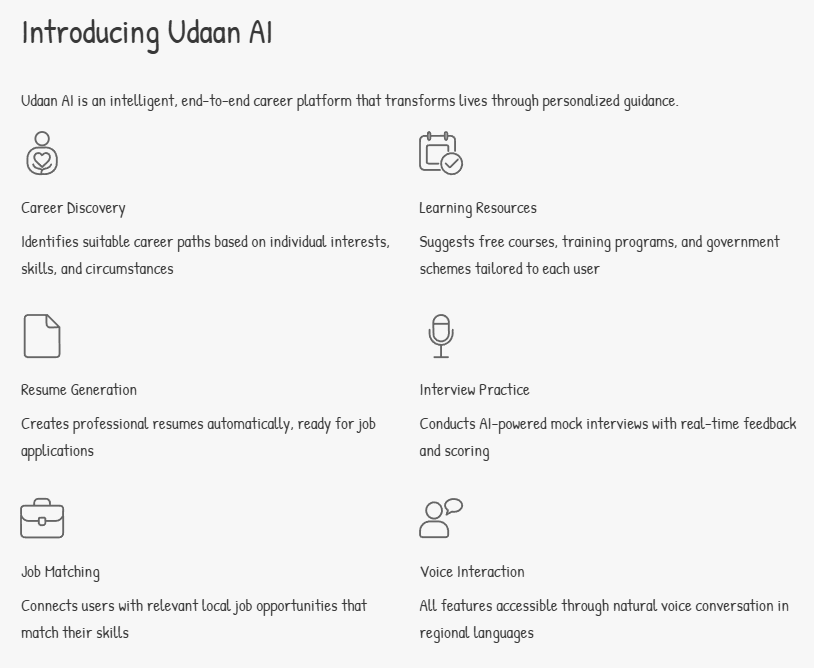 Introducing Udaan AI
Udaan AI is an intelligent, end-to-end career platform that transforms lives through personalized guidance.
Career Discovery
Identifies suitable career paths based on individual interests,
skills, and circumstances
Learning Resources
Suggests free courses, training programs, and government
schemes tailored to each user
Resume Generation
Creates professional resumes automatically, ready for job
applications
Interview Practice
Conducts AI-powered mock interviews with real-time feedback
and scoring
Job Matching
Connects users with relevant local job opportunities that
match their skills
Voice Interaction
All features accessible through natural voice conversation in
regional languages